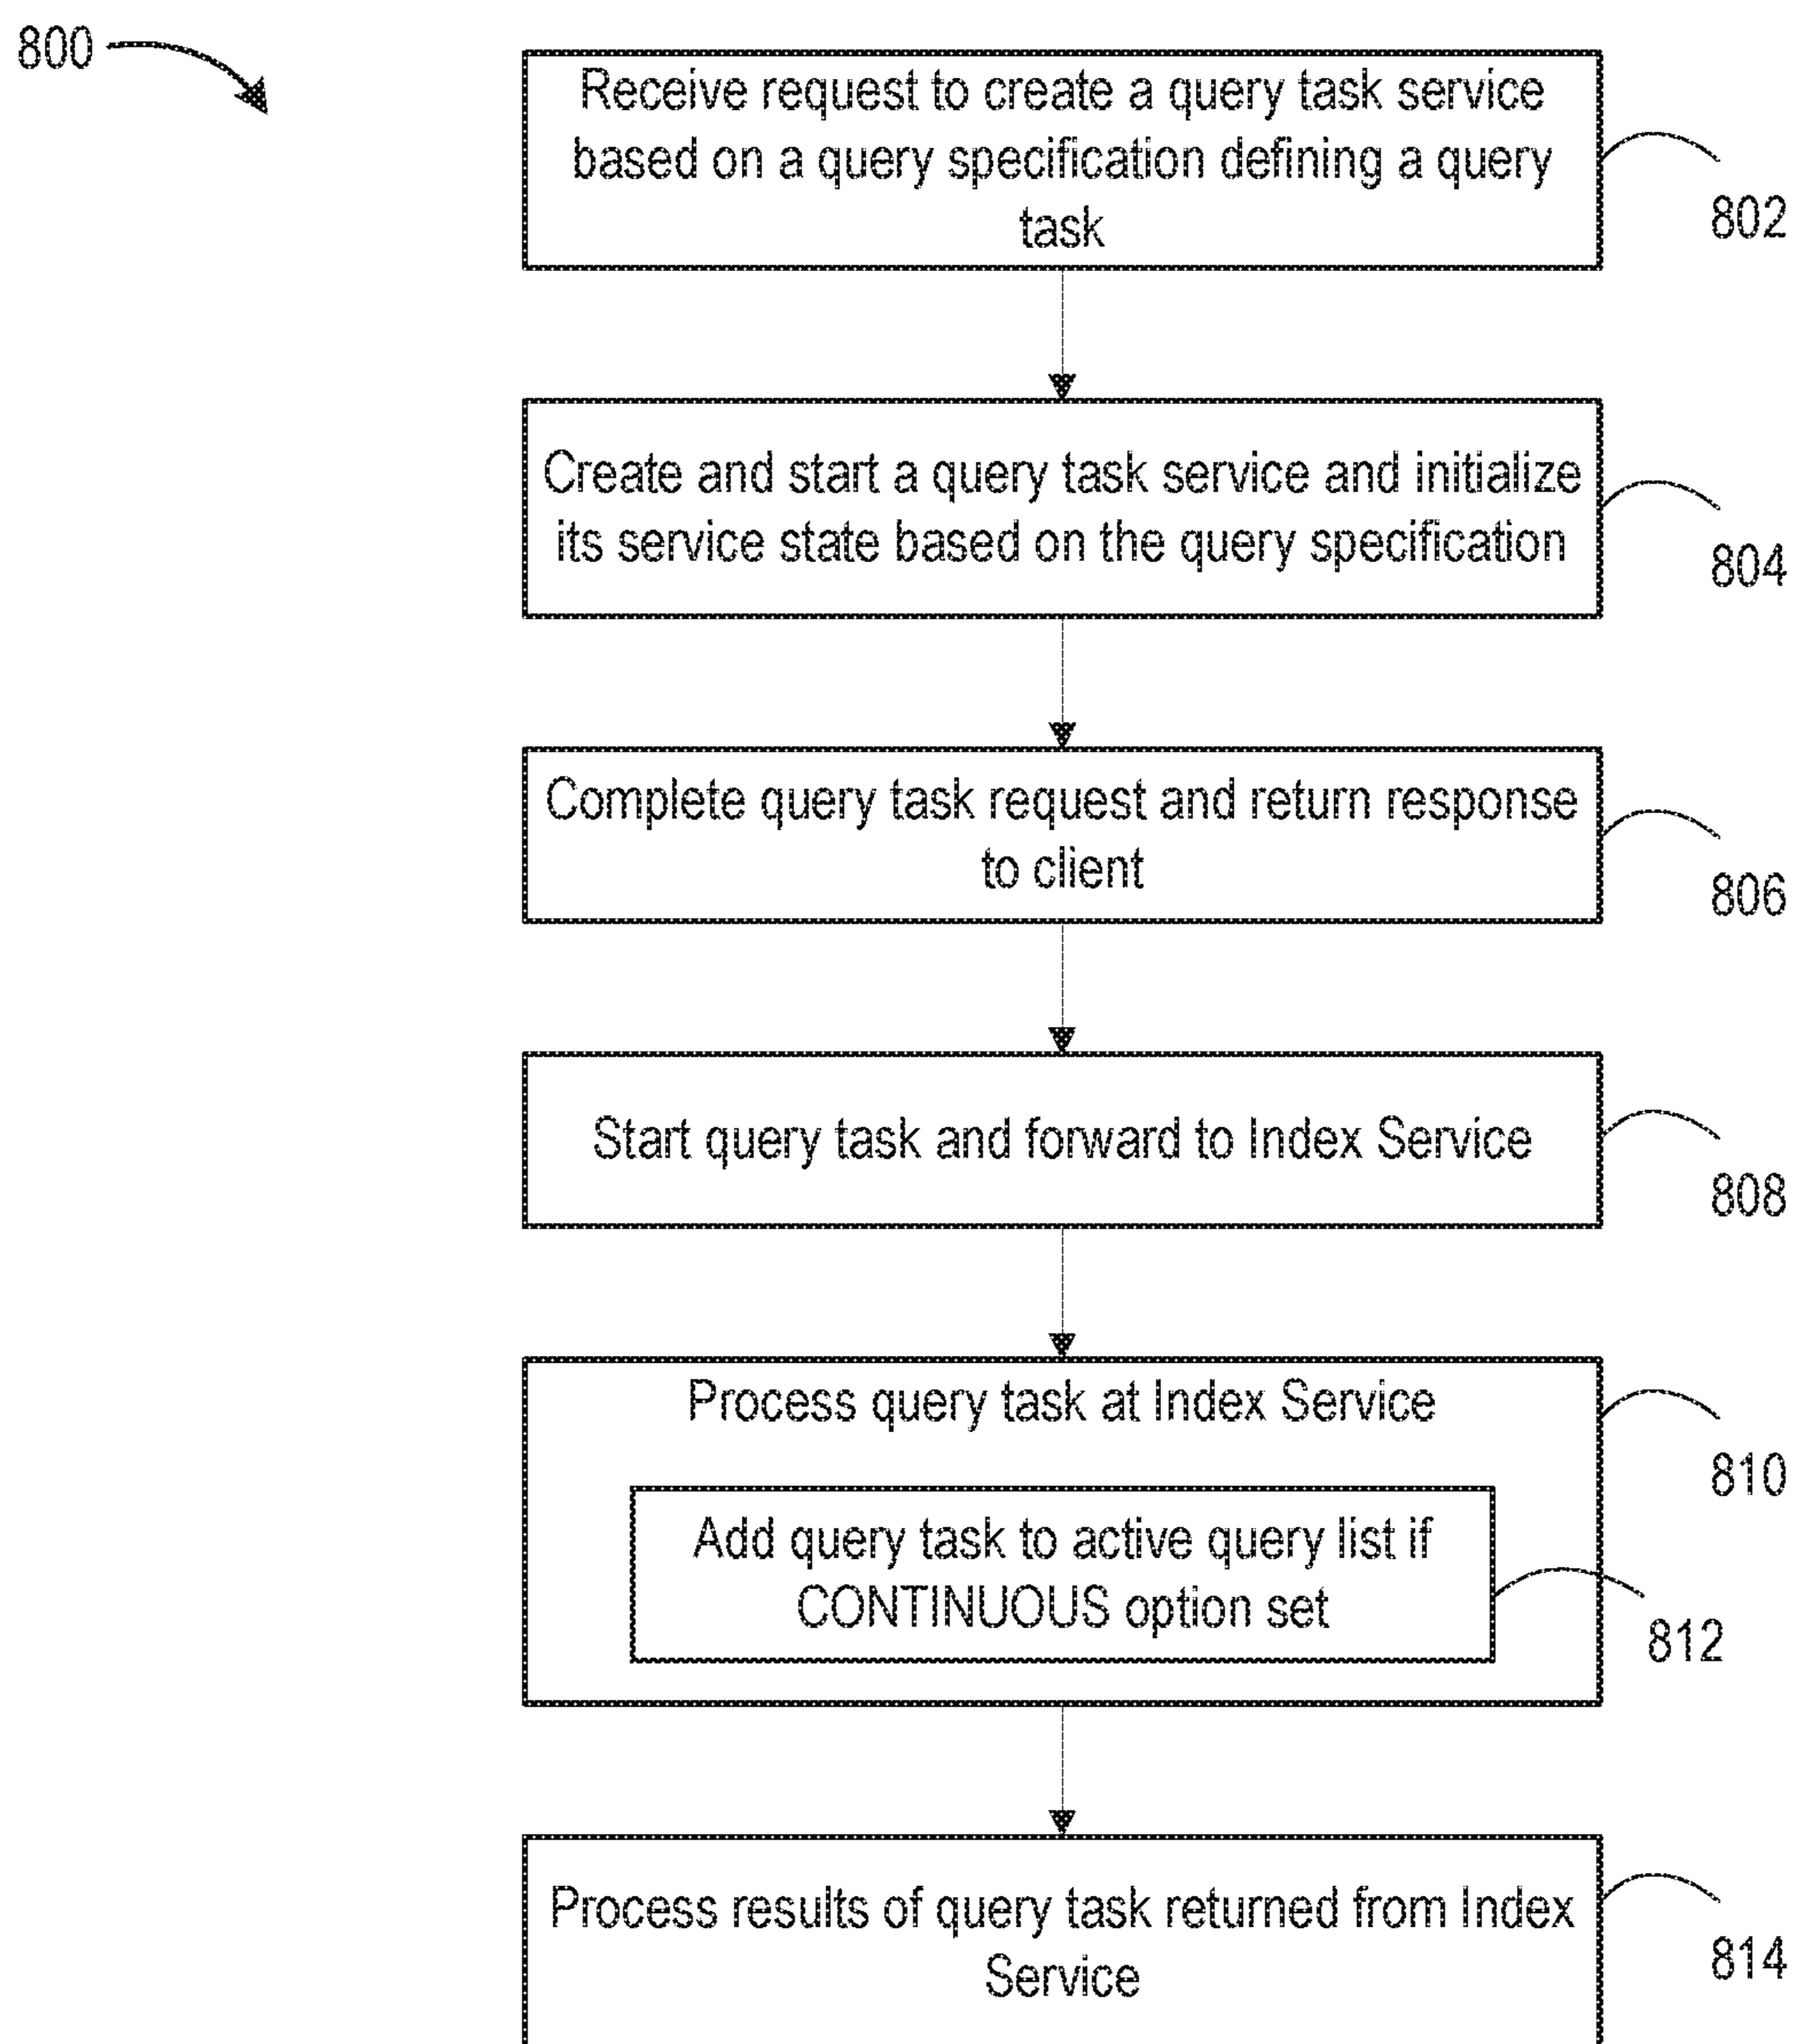 800
Receive request to create a query task service
based on a query specification defining a query
task
802
Create and start a query task service and initialize
its service state based on the query specification
804
Complete query task request and return response
to client
806
Start query task and forward to Index Service
808
Process query task at Index Service
810
Add query task to active query list if
CONTINUOUS option set
812
Process results of query task returned from Index
Service
814